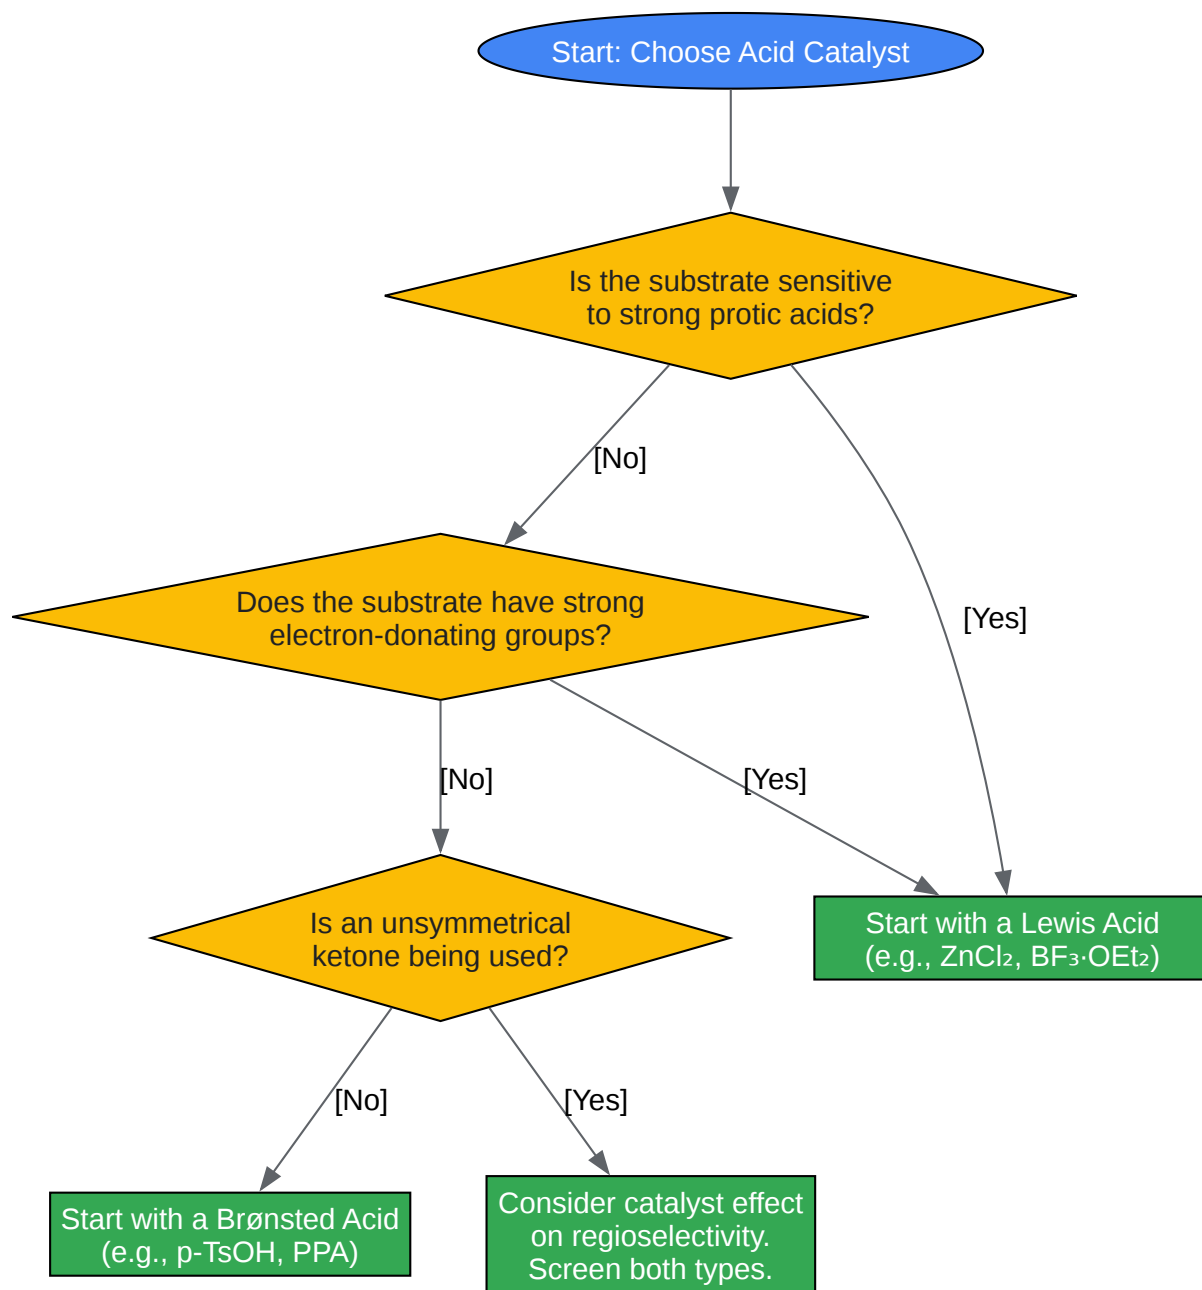 Start: Choose Acid Catalyst
Is the substrate sensitive
to strong protic acids?
[No]
[Yes]
Does the substrate have strong
electron-donating groups?
[No]
[Yes]
Is an unsymmetrical
ketone being used?
Start with a Lewis Acid
(e.g., ZnCl₂, BF₃·OEt₂)
[No]
[Yes]
Start with a Brønsted Acid
(e.g., p-TsOH, PPA)
Consider catalyst effect
on regioselectivity.
Screen both types.